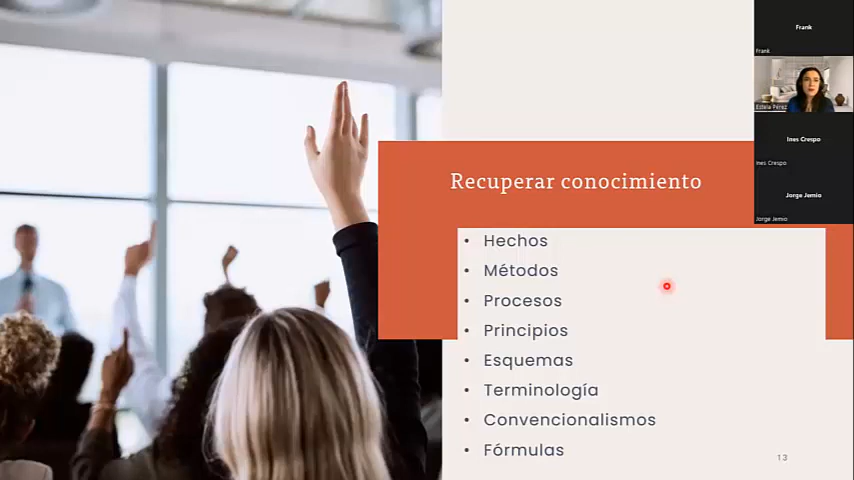 Frank
Frank
Estela Pérez
Ines Crespo
Ines Crespo
Jorge Jemio
Jorge Jemio
Recuperar conocimiento
• Hechos
• Métodos
• Procesos
• Principios
• Esquemas
• Terminología
• Convencionalismos
• Fórmulas
13